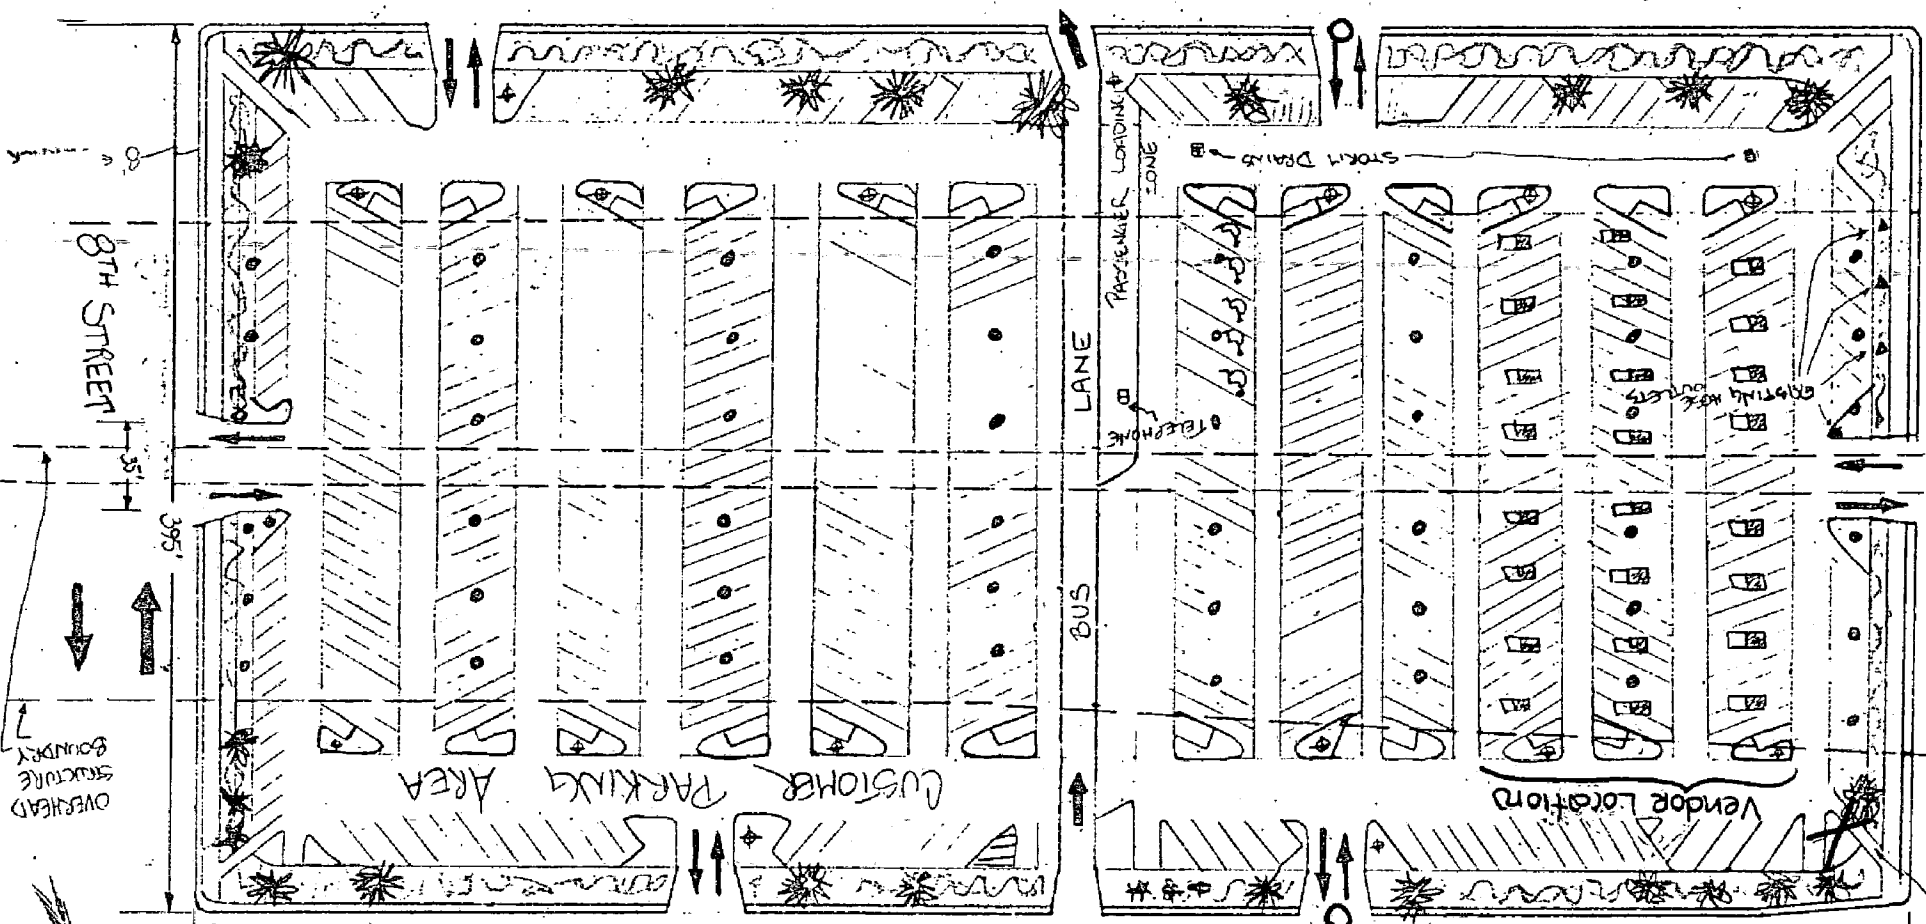 PASSENGER LOADING
ZONE
STORM DRAINS
8"
8TH STREET
35'
395'
LANE
BUS
TELEPHONE
EXISTING HOSE
OUTLETS
OVERHEAD
STRUCTURE
BOUNDRY
CUSTOMER PARKING AREA
Vendor Locations